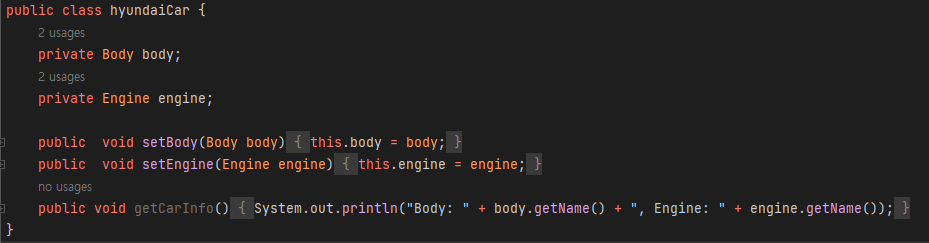 public class hyundaiCar {
2 usages
private Body body;
2 usages
private Engine engine;
public  void setBody(Body body) { this.body = body; }
public  void setEngine(Engine engine) { this.engine = engine; }
no usages
public void getCarInfo() { System.out.println("Body: " + body.getName() + ", Engine: " + engine.getName()); }
}